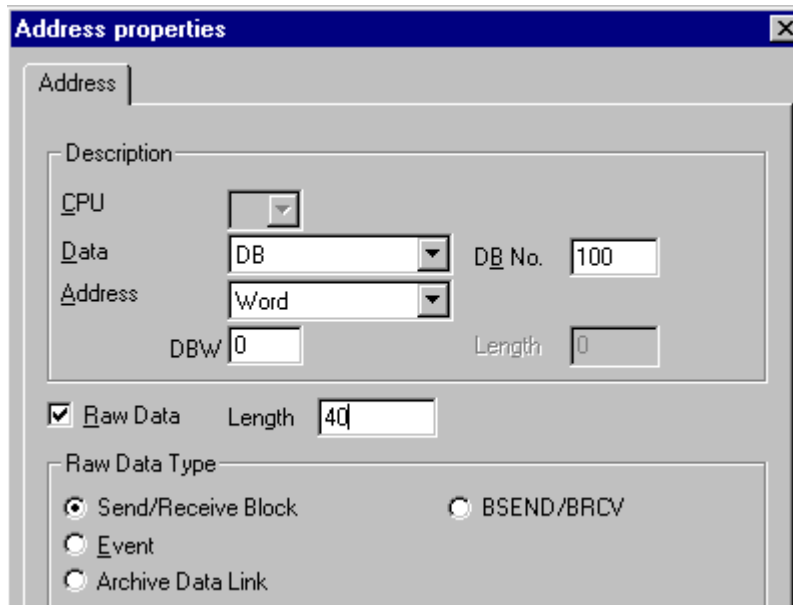 Address properties
Address
Description
CPU
Data DB DB No. 100
Address Word
DBW 0 Length 0
Raw Data Length 40
Raw Data Type
Send/Receive Block BSEND/BRCV
Event
Archive Data Link